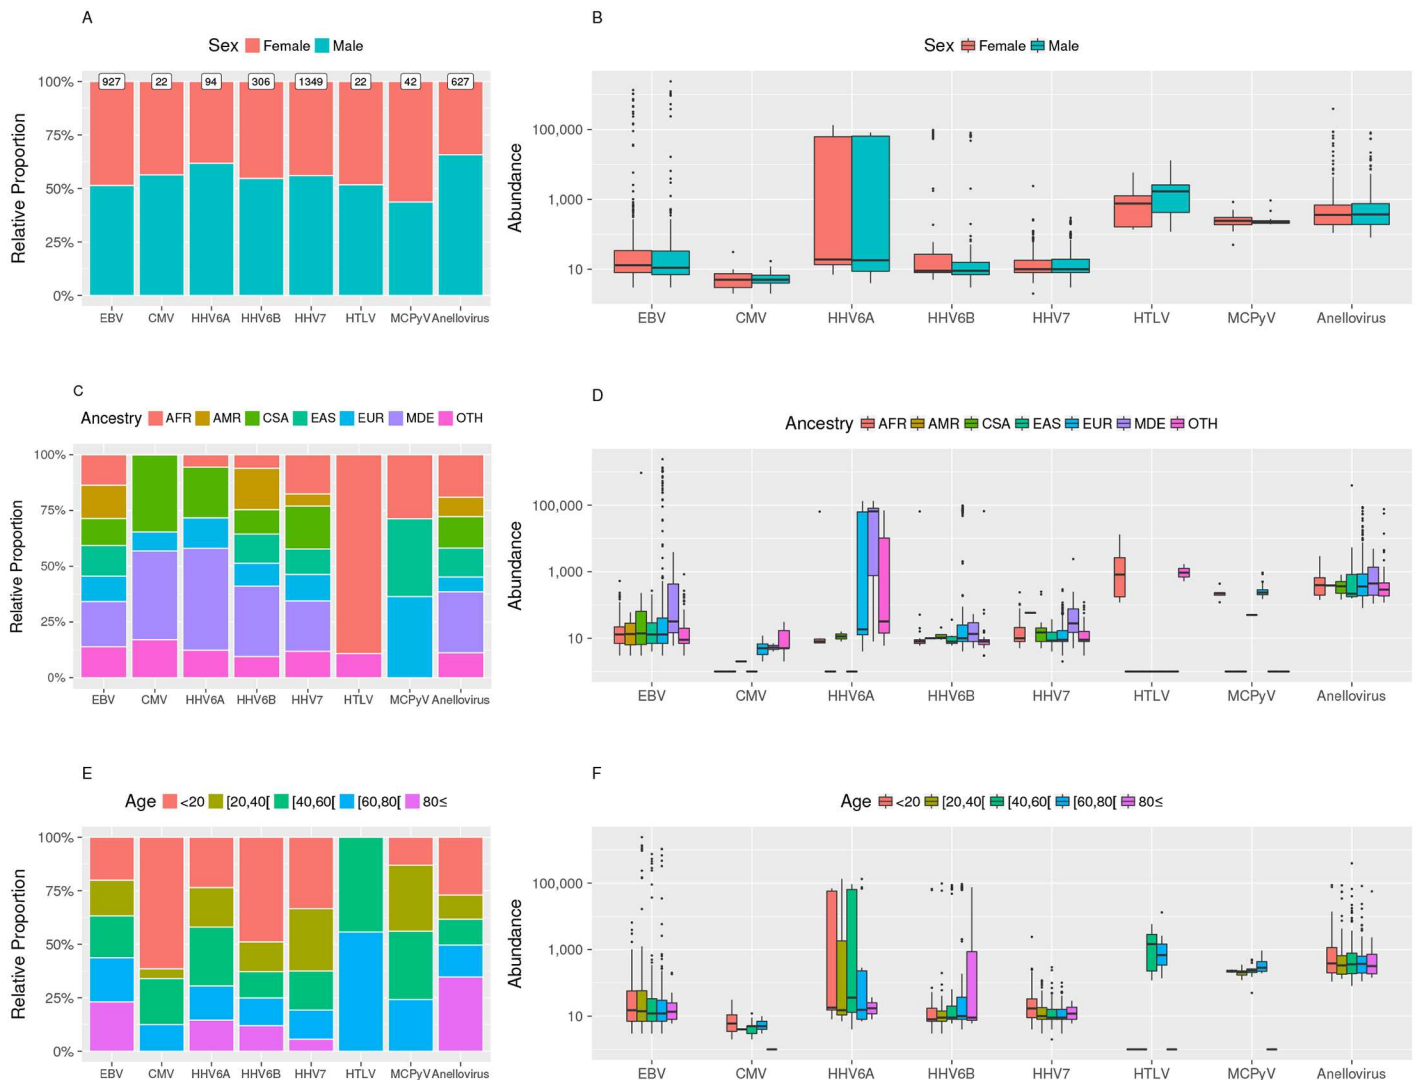 A
Sex Female Male
100%
75%
50%
25%
0%
Relative Proportion
927 22 94 306 1349 22 42 627
EBV CMV HHV6A HHV6B HHV7 HTLV MCPyV Anellovirus
B
Sex Female Male
100,000
1,000
10
Abundance
EBV CMV HHV6A HHV6B HHV7 HTLV MCPyV Anellovirus
C
Ancestry AFR AMR CSA EAS EUR MDE OTH
100%
75%
50%
25%
0%
Relative Proportion
EBV CMV HHV6A HHV6B HHV7 HTLV MCPyV Anellovirus
D
Ancestry AFR AMR CSA EAS EUR MDE OTH
100,000
1,000
10
Abundance
EBV CMV HHV6A HHV6B HHV7 HTLV MCPyV Anellovirus
E
Age <20 [20,40[ [40,60[ [60,80[ 80≤
100%
75%
50%
25%
0%
Relative Proportion
EBV CMV HHV6A HHV6B HHV7 HTLV MCPyV Anellovirus
F
Age <20 [20,40[ [40,60[ [60,80[ 80≤
100,000
1,000
10
Abundance
EBV CMV HHV6A HHV6B HHV7 HTLV MCPyV Anellovirus